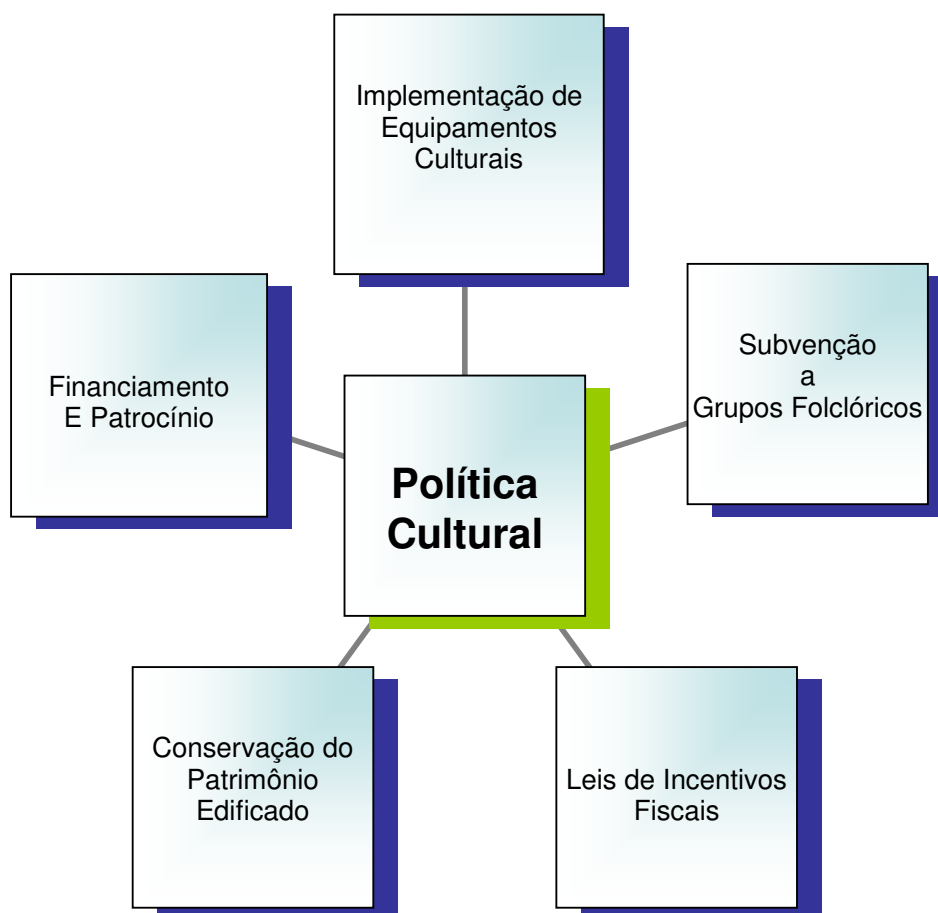 Implementação de
Equipamentos
Culturais
Financiamento
E Patrocínio
Subvenção
a
Grupos Folclóricos
Política
Cultural
Conservação do
Patrimônio
Edificado
Leis de Incentivos
Fiscais